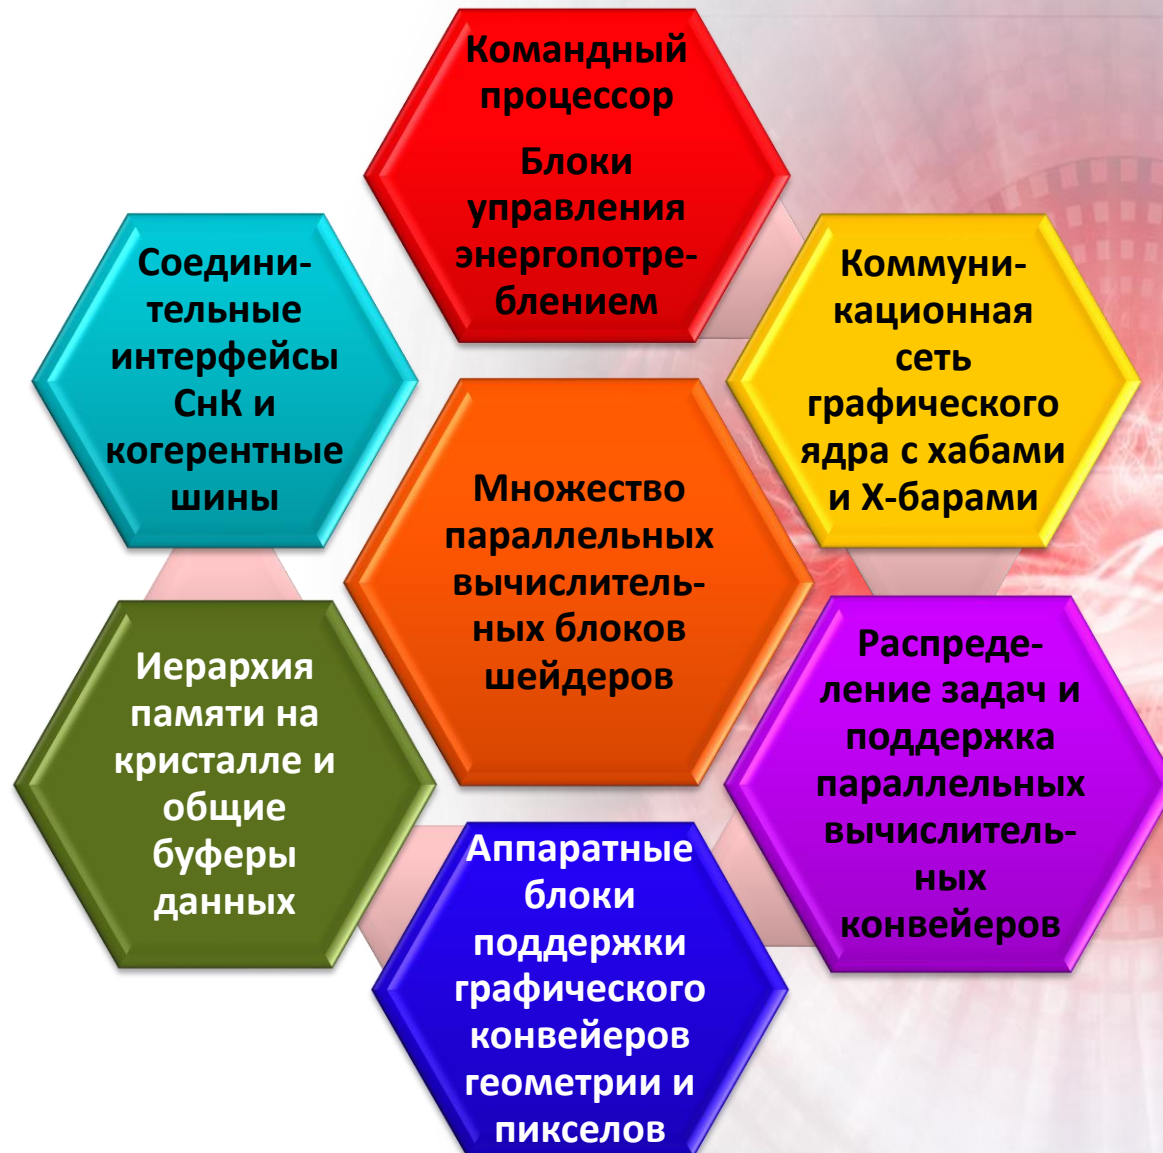 Командный
процессор
Блоки
управления
энергопотре-
блением
Соедини-
тельные
интерфейсы
СнК и
когерентные
шины
Коммуни-
кационная
сеть
графического
ядра с хабами
и Х-барами
Множество
параллельных
вычислитель-
ных блоков
шейдеров
Иерархия
памяти на
кристалле и
общие
буферы
данных
Распреде-
ление задач и
поддержка
параллельных
вычислитель-
ных
конвейеров
Аппаратные
блоки
поддержки
графического
конвейеров
геометрии и
пикселов